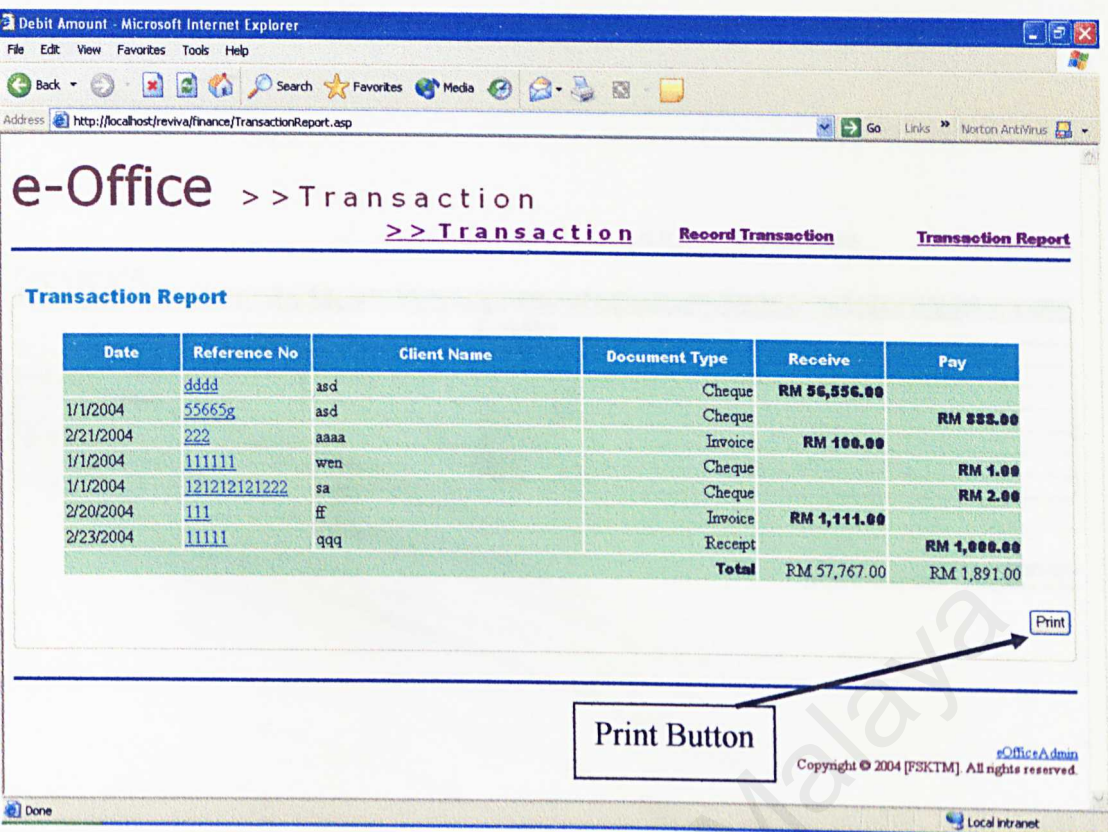 Debit Amount - Microsoft Internet Explorer
File Edit View Favorites Tools Help
Back Search Favorites Media
Address http://localhost/reviva/finance/TransactionReport.asp Go Links » Norton AntiVirus
e-Office >>Transaction
>> Transaction Record Transaction Transaction Report
Transaction Report
Date Reference No Client Name Document Type Receive Pay
dddd asd Cheque RM 56,556.00
1/1/2004 55665g asd Cheque RM 888.00
2/21/2004 222 aaaa Invoice RM 100.00
1/1/2004 111111 wen Cheque RM 1.00
1/1/2004 121212121222 sa Cheque RM 2.00
2/20/2004 111 ff Invoice RM 1,111.00
2/23/2004 11111 qqq Receipt RM 1,000.00
Total RM 57,767.00 RM 1,891.00
Print
Print Button
eOfficeAdmin
Copyright © 2004 [FSKTM]. All rights reserved.
Malaya
Done Local intranet